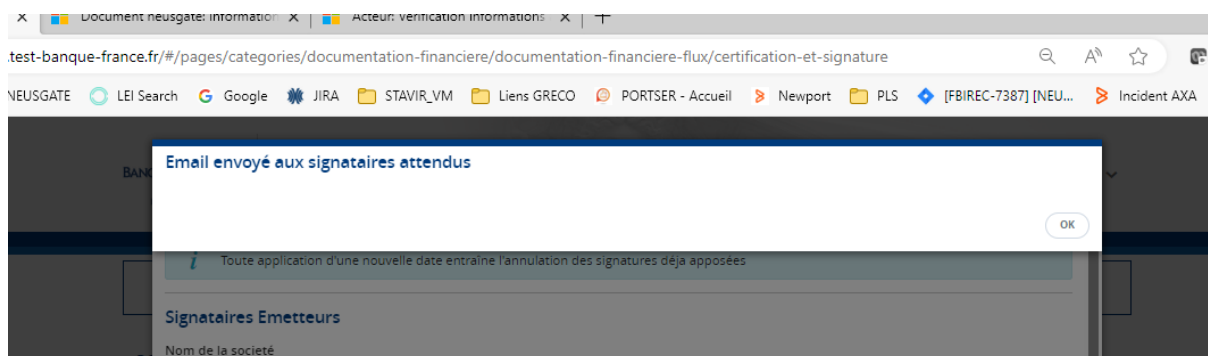 Document neusgate: Information
Acteur: Vérification informations
.test-banque-france.fr/#/pages/categories/documentation-financiere/documentation-financiere-flux/certification-et-signature
NEUSGATE LEI Search Google JIRA STAVIR_VM Liens GRECO PORTSER - Accueil Newport PLS [FBIREC-7387] [NEU... Incident AXA
Email envoyé aux signataires attendus
BANQ
OK
Toute application d'une nouvelle date entraîne l'annulation des signatures déja apposées
Signataires Emetteurs
Nom de la societé